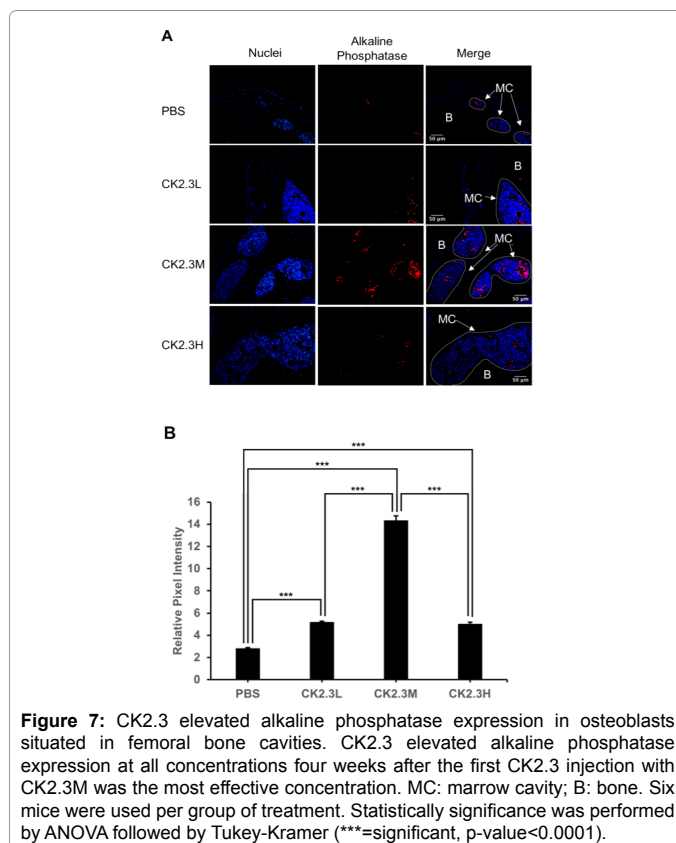 A
Nuclei
Alkaline
Phosphatase
Merge
PBS
MC
B
50 µm
CK2.3L
B
MC
50 µm
CK2.3M
B
MC
50 µm
CK2.3H
MC
B
50 µm
B
***
***
***
***
***
Relative Pixel Intensity
16
14
12
10
8
6
4
2
0
PBS
CK2.3L
CK2.3M
CK2.3H
Figure 7: CK2.3 elevated alkaline phosphatase expression in osteoblasts
situated in femoral bone cavities. CK2.3 elevated alkaline phosphatase
expression at all concentrations four weeks after the first CK2.3 injection with
CK2.3M was the most effective concentration. MC: marrow cavity; B: bone. Six
mice were used per group of treatment. Statistically significance was performed
by ANOVA followed by Tukey-Kramer (***=significant, p-value<0.0001).